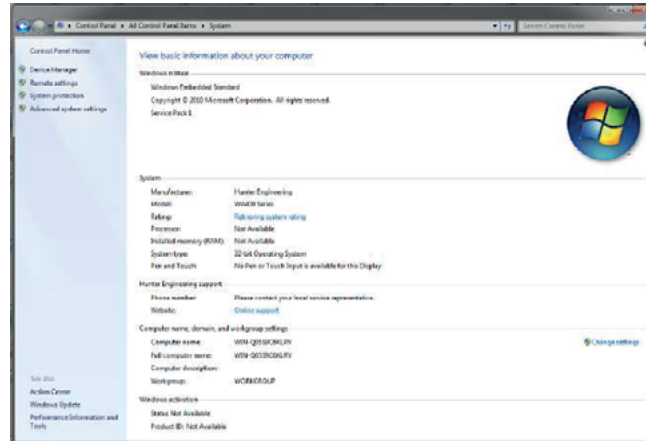 Control Panel ▸ All Control Panel Items ▸ System
Search Control Panel
Control Panel Home
Device Manager
Remote settings
System protection
Advanced system settings
See also
Action Center
Windows Update
Performance Information and
Tools
View basic information about your computer
Windows edition
Windows Embedded Standard
Copyright © 2010 Microsoft Corporation. All rights reserved.
Service Pack 1
System
Manufacturer: Hunter Engineering
Model: Series
Rating: Retrieving system rating
Processor: Not Available
Installed memory (RAM): Not Available
System type: 32-bit Operating System
Pen and Touch: No Pen or Touch Input is available for this Display
Hunter Engineering support
Phone number: Please contact your local service representative.
Website: Online support
Computer name, domain, and workgroup settings
Computer name
Full computer name:
Computer description:
Workgroup: WORKGROUP
Change settings
Windows activation
Status Not Available
Product ID: Not Available